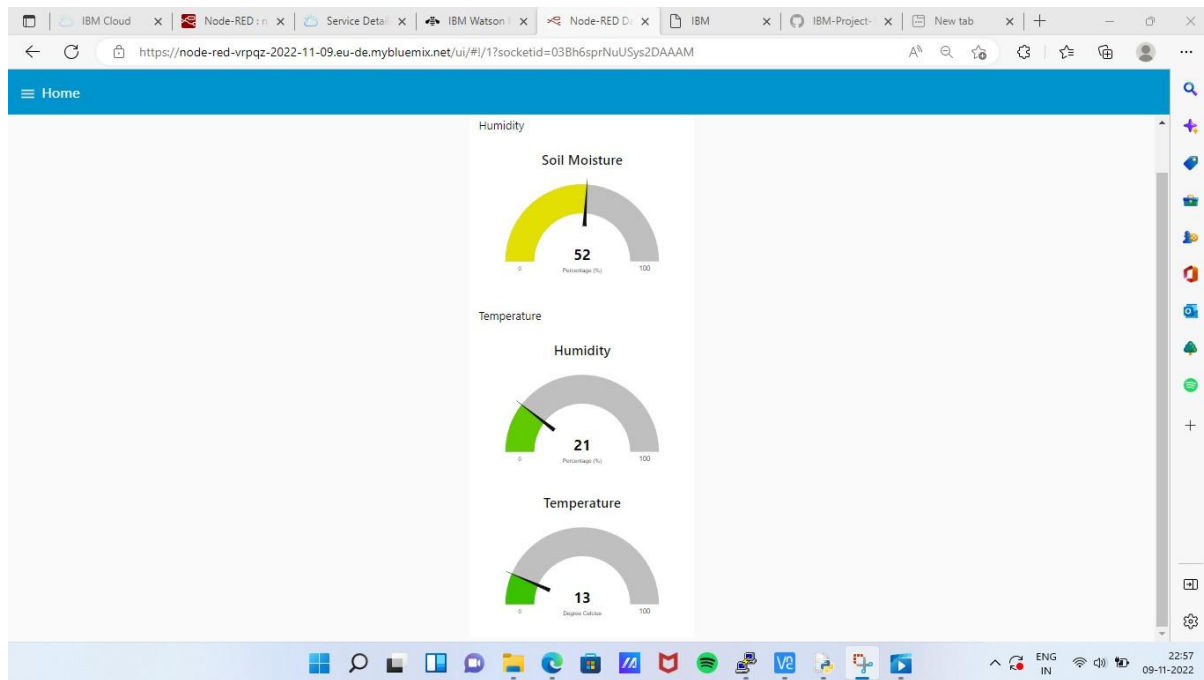 IBM Cloud
Node-RED : n
Service Detail
IBM Watson
Node-RED Da
IBM
IBM-Project-
New tab
https://node-red-vrpqz-2022-11-09.eu-de.mybluemix.net/ui/#!/1?socketid=03Bh6sprNuUSys2DAAAM
Home
Humidity
Soil Moisture
52
0
Percentage (%)
100
Temperature
Humidity
21
0
Percentage (%)
100
Temperature
13
0
Degree Celcius
100
ENG
IN
22:57
09-11-2022